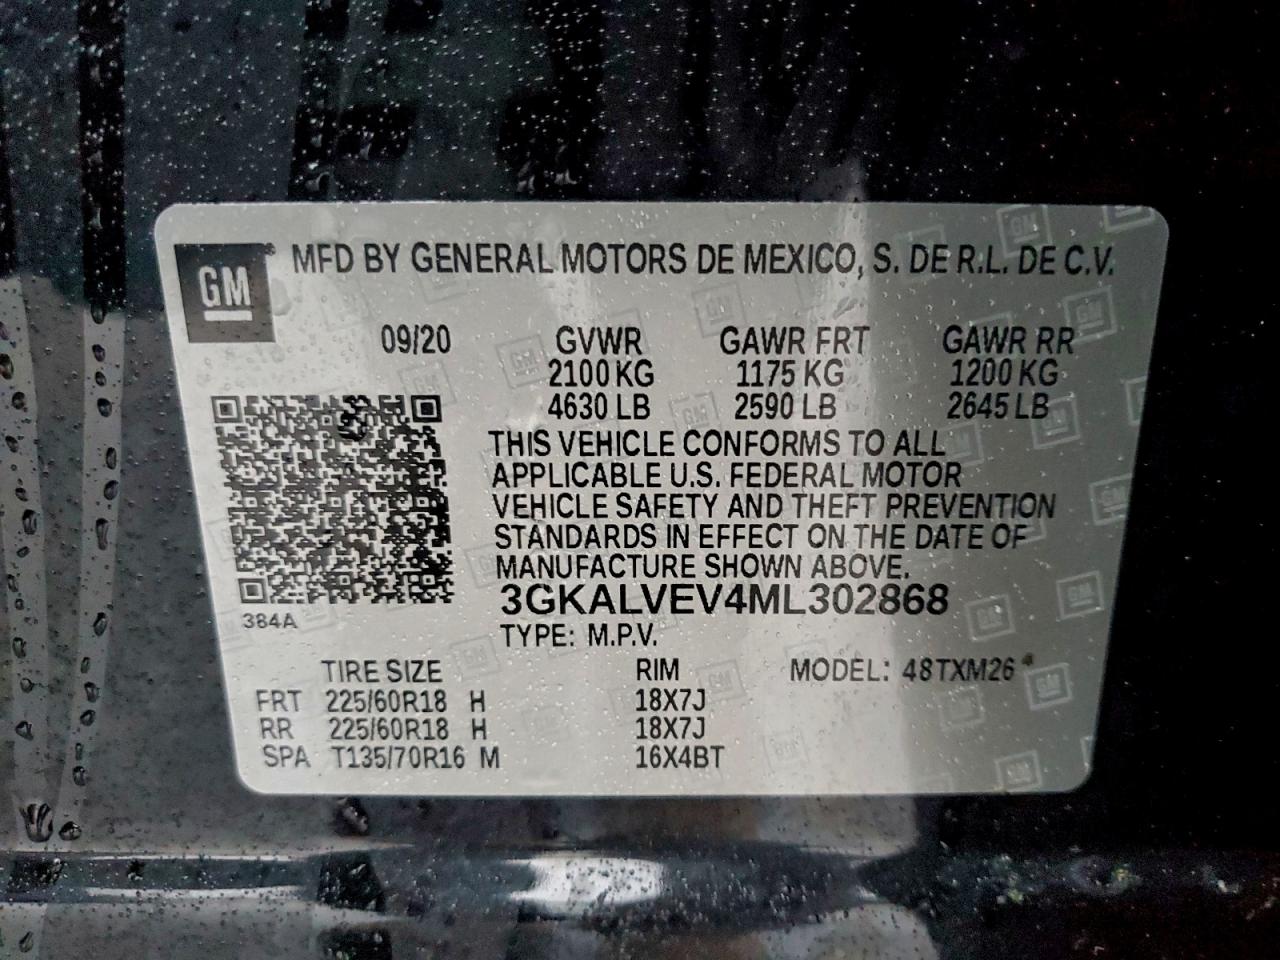 GM
MFD BY GENERAL MOTORS DE MEXICO, S. DE R.L. DE C.V.
09/20 GVWR GAWR FRT GAWR RR
2100 KG 1175 KG 1200 KG
4630 LB 2590 LB 2645 LB
THIS VEHICLE CONFORMS TO ALL
APPLICABLE U.S. FEDERAL MOTOR
VEHICLE SAFETY AND THEFT PREVENTION
STANDARDS IN EFFECT ON THE DATE OF
MANUFACTURE SHOWN ABOVE.
3GKALVEV4ML302868
384A
TYPE: M.P.V.
TIRE SIZE RIM MODEL: 48TXM26
FRT 225/60R18 H 18X7J
RR 225/60R18 H 18X7J
SPA T135/70R16 M 16X4BT